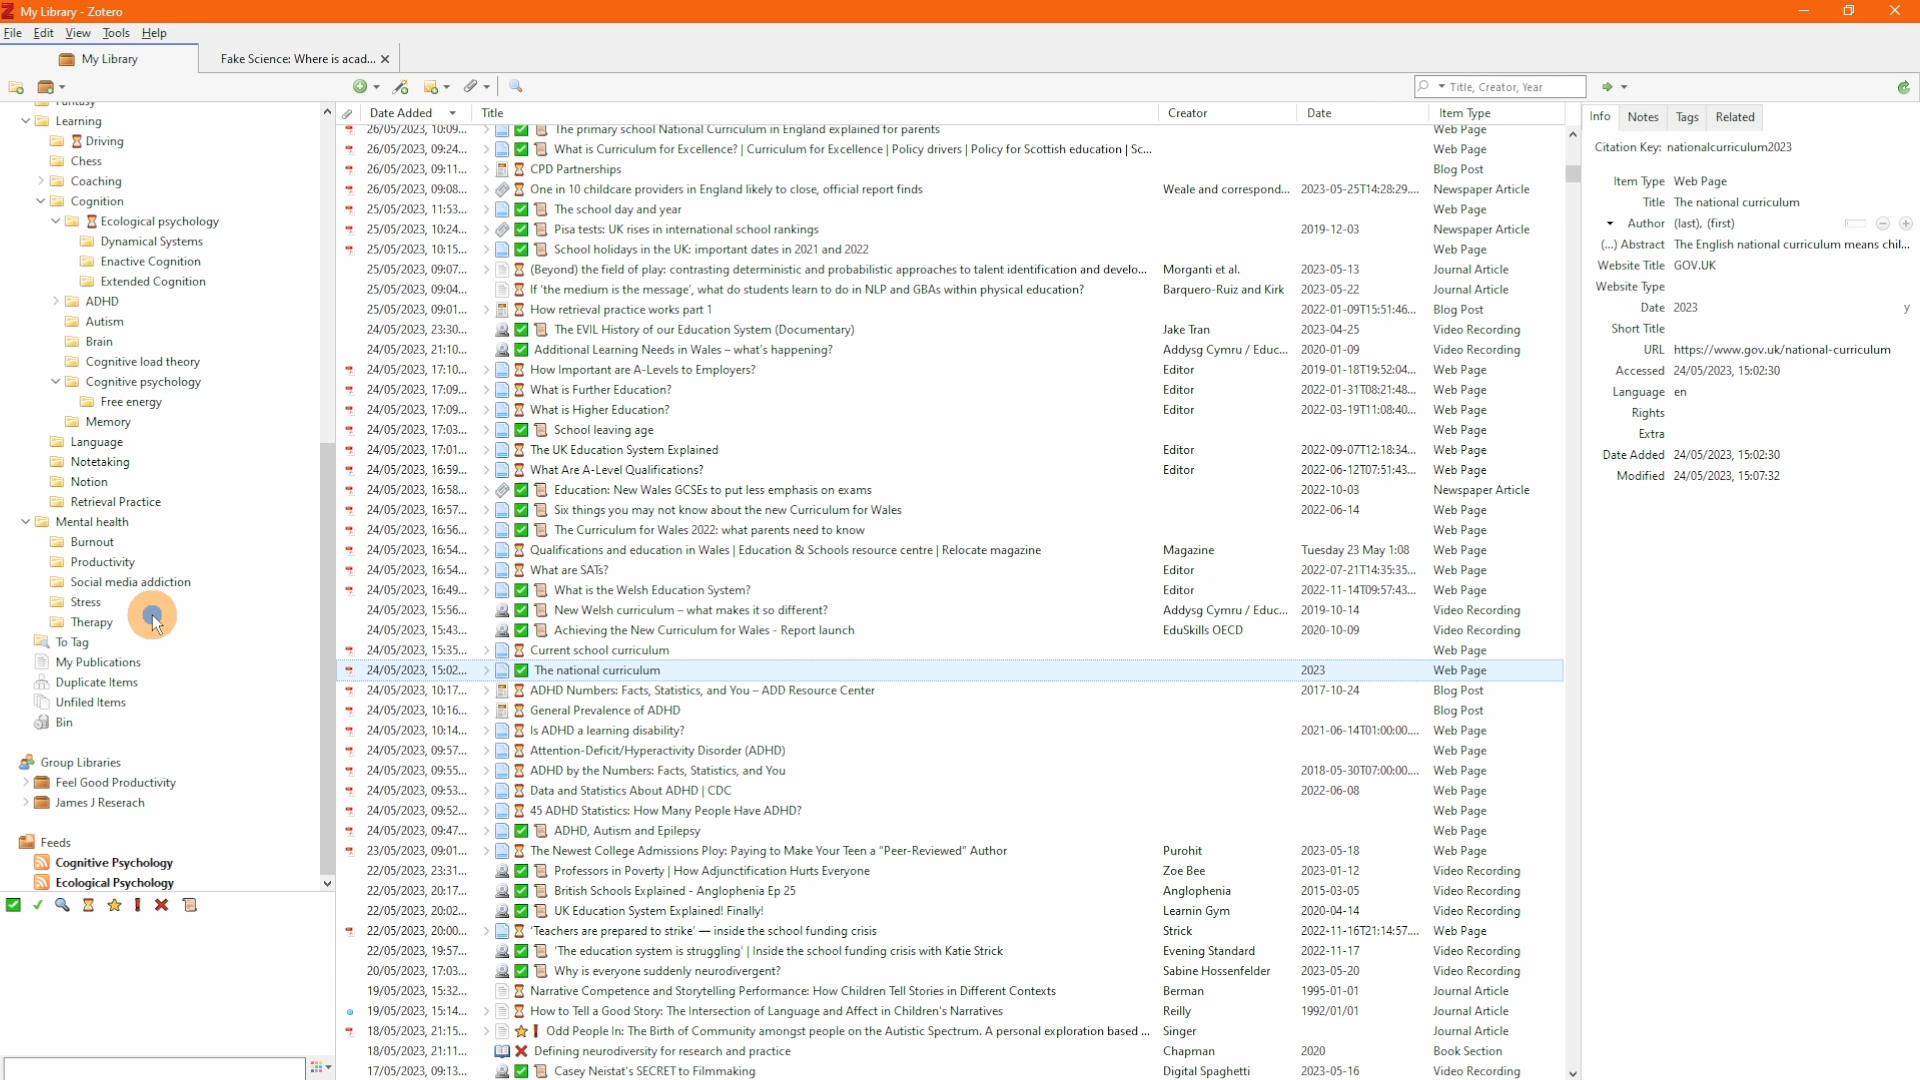 My Library - Zotero
File Edit View Tools Help
My Library
Fake Science: Where is acad...
Title, Creator, Year
Fantasy
Learning
Driving
Chess
Coaching
Cognition
Ecological psychology
Dynamical Systems
Enactive Cognition
Extended Cognition
ADHD
Autism
Brain
Cognitive load theory
Cognitive psychology
Free energy
Memory
Language
Notetaking
Notion
Retrieval Practice
Mental health
Burnout
Productivity
Social media addiction
Stress
Therapy
To Tag
My Publications
Duplicate Items
Unfiled Items
Bin
Group Libraries
Feel Good Productivity
James J Reserach
Feeds
Cognitive Psychology
Ecological Psychology
Date Added Title Creator Date Item Type
26/05/2023, 10:09... The primary school National Curriculum in England explained for parents Web Page
26/05/2023, 09:24... What is Curriculum for Excellence? | Curriculum for Excellence | Policy drivers | Policy for Scottish education | Sc... Web Page
26/05/2023, 09:11... CPD Partnerships Blog Post
26/05/2023, 09:08... One in 10 childcare providers in England likely to close, official report finds Weale and correspond... 2023-05-25T14:28:29.... Newspaper Article
25/05/2023, 11:53... The school day and year Web Page
25/05/2023, 10:24... Pisa tests: UK rises in international school rankings 2019-12-03 Newspaper Article
25/05/2023, 10:15... School holidays in the UK: important dates in 2021 and 2022 Web Page
25/05/2023, 09:07... (Beyond) the field of play: contrasting deterministic and probabilistic approaches to talent identification and develo... Morganti et al. 2023-05-13 Journal Article
25/05/2023, 09:04... If 'the medium is the message', what do students learn to do in NLP and GBAs within physical education? Barquero-Ruiz and Kirk 2023-05-22 Journal Article
25/05/2023, 09:01... How retrieval practice works part 1 2022-01-09T15:51:46... Blog Post
24/05/2023, 23:30... The EVIL History of our Education System (Documentary) Jake Tran 2023-04-25 Video Recording
24/05/2023, 21:10... Additional Learning Needs in Wales – what's happening? Addysg Cymru / Educ... 2020-01-09 Video Recording
24/05/2023, 17:10... How Important are A-Levels to Employers? Editor 2019-01-18T19:52:04... Web Page
24/05/2023, 17:09... What is Further Education? Editor 2022-01-31T08:21:48... Web Page
24/05/2023, 17:09... What is Higher Education? Editor 2022-03-19T11:08:40... Web Page
24/05/2023, 17:03... School leaving age Web Page
24/05/2023, 17:01... The UK Education System Explained Editor 2022-09-07T12:18:34... Web Page
24/05/2023, 16:59... What Are A-Level Qualifications? Editor 2022-06-12T07:51:43... Web Page
24/05/2023, 16:58... Education: New Wales GCSEs to put less emphasis on exams 2022-10-03 Newspaper Article
24/05/2023, 16:57... Six things you may not know about the new Curriculum for Wales 2022-06-14 Web Page
24/05/2023, 16:56... The Curriculum for Wales 2022: what parents need to know Web Page
24/05/2023, 16:54... Qualifications and education in Wales | Education & Schools resource centre | Relocate magazine Magazine Tuesday 23 May 1:08 Web Page
24/05/2023, 16:54... What are SATs? Editor 2022-07-21T14:35:35... Web Page
24/05/2023, 16:49... What is the Welsh Education System? Editor 2022-11-14T09:57:43... Web Page
24/05/2023, 15:56... New Welsh curriculum – what makes it so different? Addysg Cymru / Educ... 2019-10-14 Video Recording
24/05/2023, 15:43... Achieving the New Curriculum for Wales - Report launch EduSkills OECD 2020-10-09 Video Recording
24/05/2023, 15:35... Current school curriculum Web Page
24/05/2023, 15:02... The national curriculum 2023 Web Page
24/05/2023, 10:17... ADHD Numbers: Facts, Statistics, and You – ADD Resource Center 2017-10-24 Blog Post
24/05/2023, 10:16... General Prevalence of ADHD Blog Post
24/05/2023, 10:14... Is ADHD a learning disability? 2021-06-14T01:00:00.... Web Page
24/05/2023, 09:57... Attention-Deficit/Hyperactivity Disorder (ADHD) Web Page
24/05/2023, 09:55... ADHD by the Numbers: Facts, Statistics, and You 2018-05-30T07:00:00.... Web Page
24/05/2023, 09:53... Data and Statistics About ADHD | CDC 2022-06-08 Web Page
24/05/2023, 09:52... 45 ADHD Statistics: How Many People Have ADHD? Web Page
24/05/2023, 09:47... ADHD, Autism and Epilepsy Web Page
23/05/2023, 09:01... The Newest College Admissions Ploy: Paying to Make Your Teen a "Peer-Reviewed" Author Purohit 2023-05-18 Web Page
22/05/2023, 23:31... Professors in Poverty | How Adjunctification Hurts Everyone Zoe Bee 2023-01-12 Video Recording
22/05/2023, 20:17... British Schools Explained - Anglophenia Ep 25 Anglophenia 2015-03-05 Video Recording
22/05/2023, 20:02... UK Education System Explained! Finally! Learnin Gym 2020-04-14 Video Recording
22/05/2023, 20:00... 'Teachers are prepared to strike' — inside the school funding crisis Strick 2022-11-16T21:14:57.... Web Page
22/05/2023, 19:57... 'The education system is struggling' | Inside the school funding crisis with Katie Strick Evening Standard 2022-11-17 Video Recording
20/05/2023, 17:03... Why is everyone suddenly neurodivergent? Sabine Hossenfelder 2023-05-20 Video Recording
19/05/2023, 15:32... Narrative Competence and Storytelling Performance: How Children Tell Stories in Different Contexts Berman 1995-01-01 Journal Article
19/05/2023, 15:14... How to Tell a Good Story: The Intersection of Language and Affect in Children's Narratives Reilly 1992/01/01 Journal Article
18/05/2023, 21:15... Odd People In: The Birth of Community amongst people on the Autistic Spectrum. A personal exploration based ... Singer Journal Article
18/05/2023, 21:11... Defining neurodiversity for research and practice Chapman 2020 Book Section
17/05/2023, 09:13... Casey Neistat's SECRET to Filmmaking Digital Spaghetti 2023-05-16 Video Recording
Info Notes Tags Related
Citation Key: nationalcurriculum2023
Item Type Web Page
Title The national curriculum
Author (last), (first)
(...) Abstract The English national curriculum means chil...
Website Title GOV.UK
Website Type
Date 2023 y
Short Title
URL https://www.gov.uk/national-curriculum
Accessed 24/05/2023, 15:02:30
Language en
Rights
Extra
Date Added 24/05/2023, 15:02:30
Modified 24/05/2023, 15:07:32